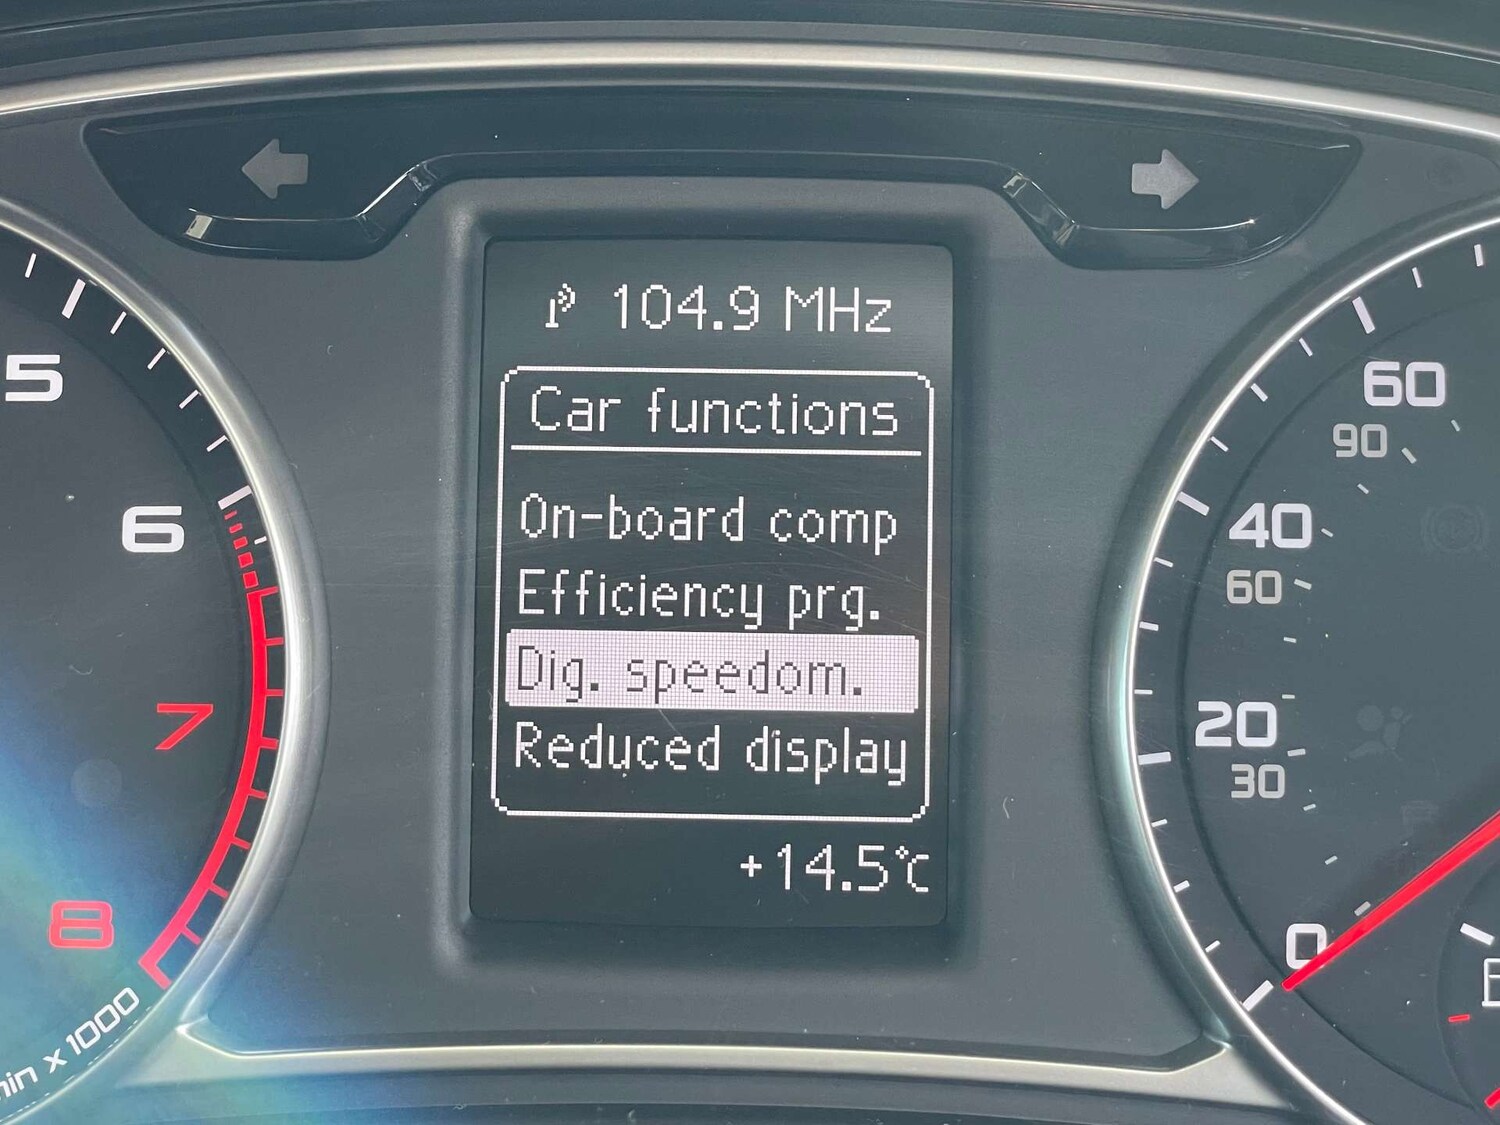 104.9 MHz
Car functions
On-board comp
Efficiency prg.
Dig. speedom.
Reduced display
+14.5°C
5
6
7
8
x 1000
60
90
40
60
20
30
0